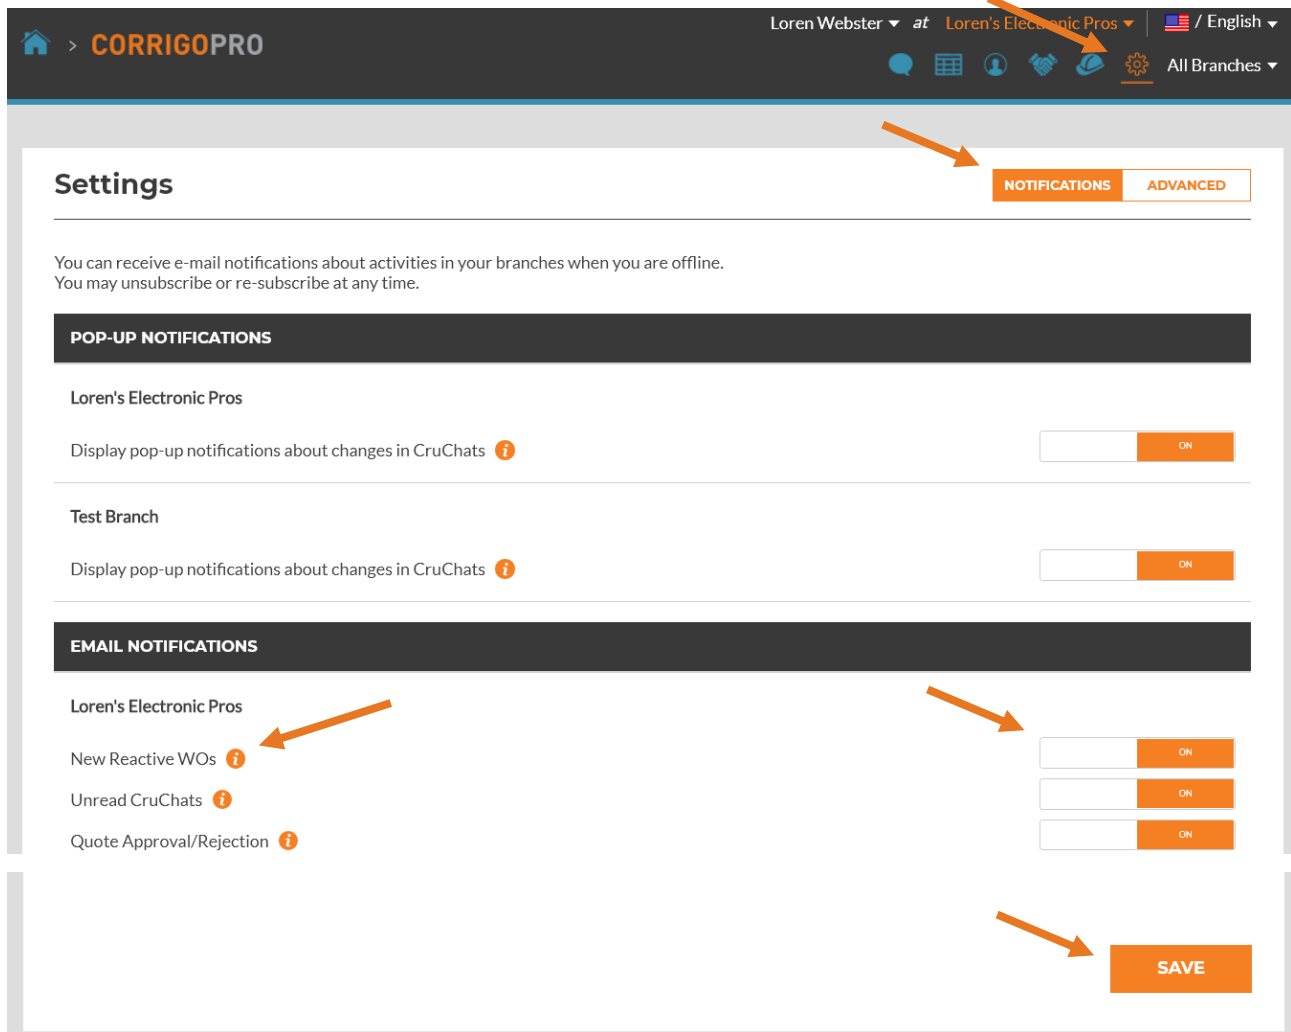 Loren Webster at Loren's Electronic Pros / English
> CORRIGOPRO
All Branches
Settings
NOTIFICATIONS ADVANCED
You can receive e-mail notifications about activities in your branches when you are offline.
You may unsubscribe or re-subscribe at any time.
POP-UP NOTIFICATIONS
Loren's Electronic Pros
Display pop-up notifications about changes in CruChats i
ON
Test Branch
Display pop-up notifications about changes in CruChats i
ON
EMAIL NOTIFICATIONS
Loren's Electronic Pros
New Reactive WOs i
ON
Unread CruChats i
ON
Quote Approval/Rejection i
ON
SAVE